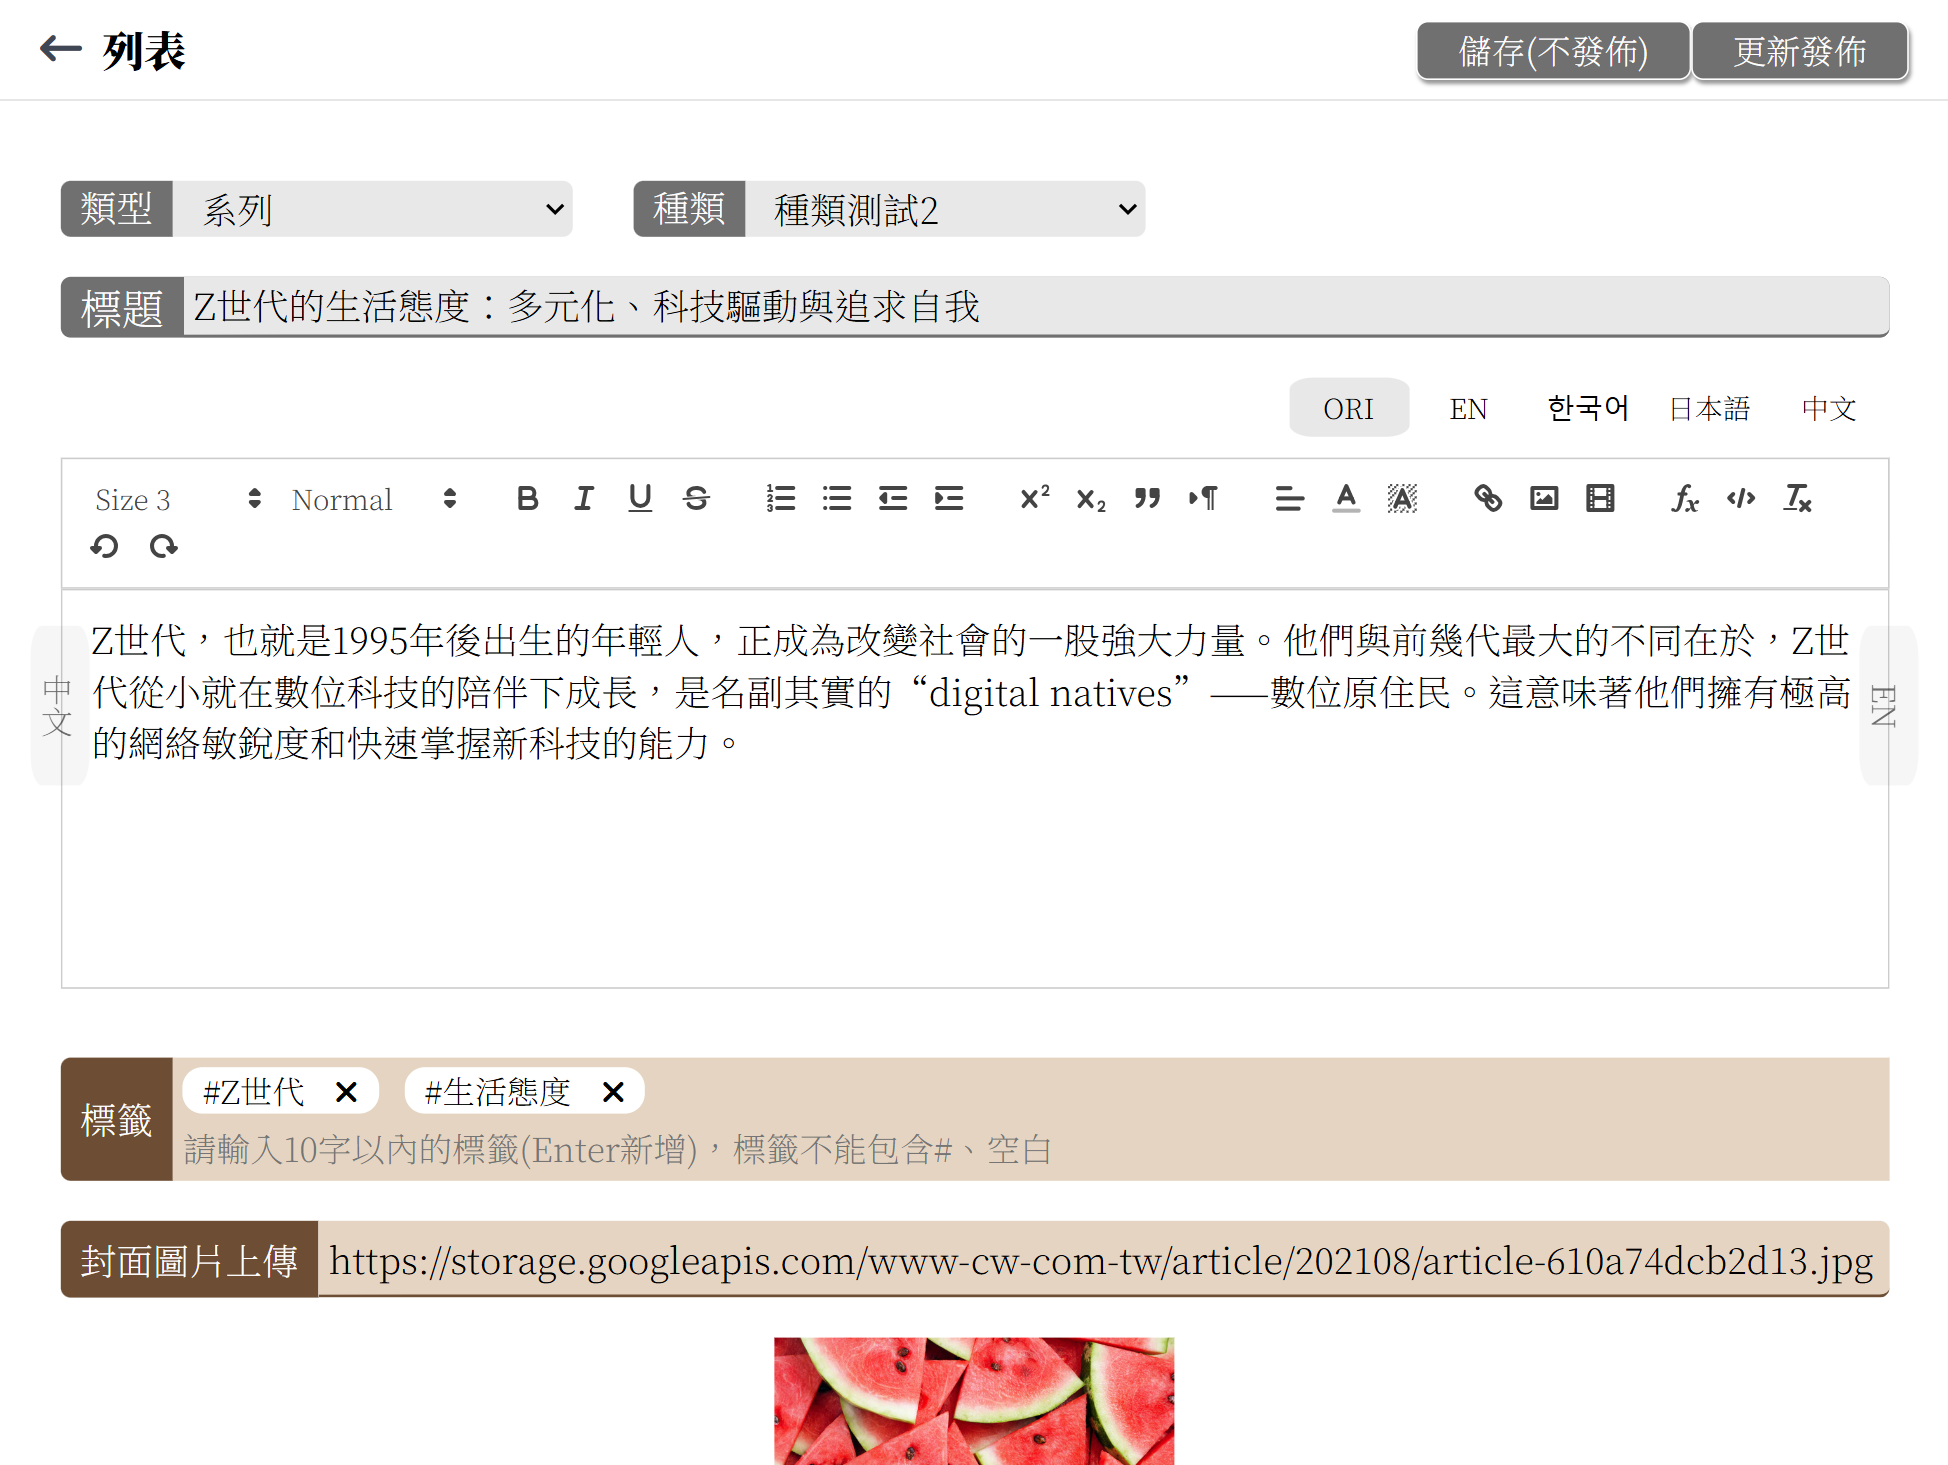 列表
儲存(不發佈)
更新發佈
類型 系列
種類 種類測試2
標題 Z世代的生活態度：多元化、科技驅動與追求自我
ORI EN 한국어 日本語 中文
Size 3 Normal
Z世代，也就是1995年後出生的年輕人，正成為改變社會的一股強大力量。他們與前幾代最大的不同在於，Z世
代從小就在數位科技的陪伴下成長，是名副其實的“digital natives”——數位原住民。這意味著他們擁有極高
的網絡敏銳度和快速掌握新科技的能力。
中文
EN
標籤
#Z世代 #生活態度
請輸入10字以內的標籤(Enter新增)，標籤不能包含#、空白
封面圖片上傳 https://storage.googleapis.com/www-cw-com-tw/article/202108/article-610a74dcb2d13.jpg